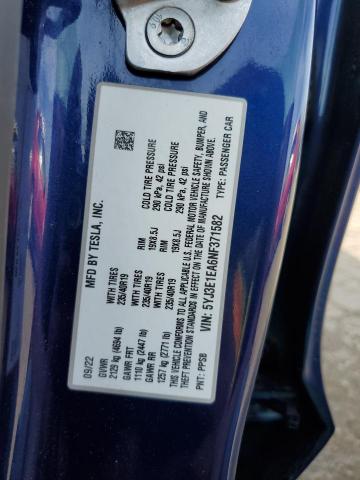 MFD BY TESLA, INC.
09/22
GVWR
2129 kg (4694 lb)
GAWR FRT WITH TIRES RIM COLD TIRE PRESSURE
1110 kg (2447 lb) 235/40R19 19X8.5J 290 kPa, 42 psi
GAWR RR WITH TIRES RIM COLD TIRE PRESSURE
1257 kg (2771 lb) 235/40R19 19X8.5J 290 kPa, 42 psi
THIS VEHICLE CONFORMS TO ALL APPLICABLE U.S. FEDERAL MOTOR VEHICLE SAFETY, BUMPER, AND
THEFT PREVENTION STANDARDS IN EFFECT ON THE DATE OF MANUFACTURE SHOWN ABOVE.
VIN: 5YJ3E1EA6NF371582 TYPE: PASSENGER CAR
PNT: PPSB